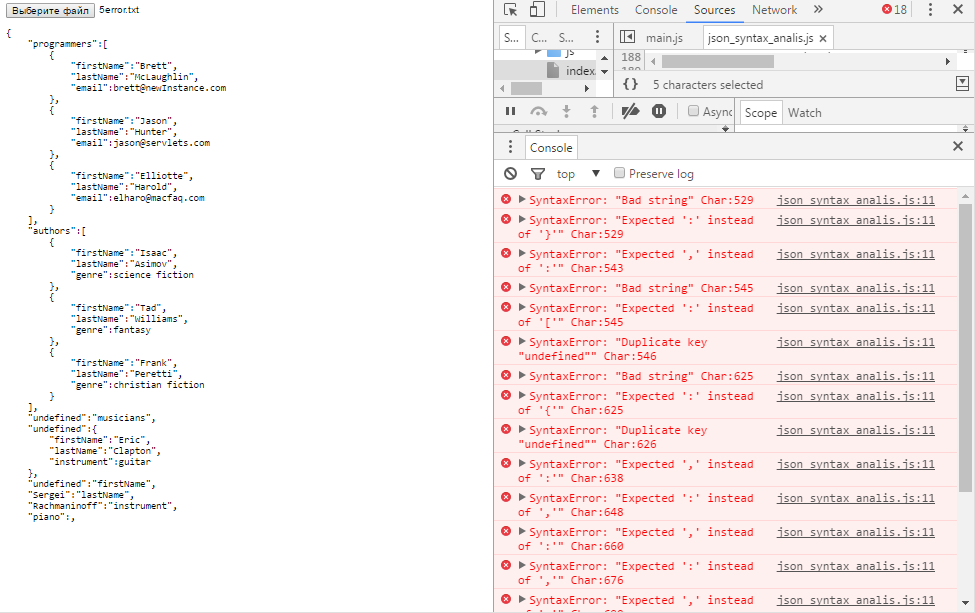 Выберите файл 5error.txt
{
"programmers":[
{
"firstName":"Brett",
"lastName":"McLaughlin",
"email":brett@newInstance.com
},
{
"firstName":"Jason",
"lastName":"Hunter",
"email":jason@servlets.com
},
{
"firstName":"Elliotte",
"lastName":"Harold",
"email":elharo@macfaq.com
}
],
"authors":[
{
"firstName":"Isaac",
"lastName":"Asimov",
"genre":science fiction
},
{
"firstName":"Tad",
"lastName":"Williams",
"genre":fantasy
},
{
"firstName":"Frank",
"lastName":"Peretti",
"genre":christian fiction
}
],
"undefined":"musicians",
"undefined":{
"firstName":"Eric",
"lastName":"Clapton",
"instrument":guitar
},
"undefined":"firstName",
"Sergei":"lastName",
"Rachmaninoff":"instrument",
"piano":,
Elements Console Sources Network » 18
S... C... S... main.js json_syntax_analis.js ×
js
index. 188
{} 5 characters selected
Async Scope Watch
Console
top ▼ Preserve log
SyntaxError: "Bad string" Char:529 json_syntax_analis.js:11
SyntaxError: "Expected ':' instead json_syntax_analis.js:11
of '}'" Char:529
SyntaxError: "Expected ',' instead json_syntax_analis.js:11
of ':'" Char:543
SyntaxError: "Bad string" Char:545 json_syntax_analis.js:11
SyntaxError: "Expected ':' instead json_syntax_analis.js:11
of '['" Char:545
SyntaxError: "Duplicate key json_syntax_analis.js:11
"undefined"" Char:546
SyntaxError: "Bad string" Char:625 json_syntax_analis.js:11
SyntaxError: "Expected ':' instead json_syntax_analis.js:11
of '{'" Char:625
SyntaxError: "Duplicate key json_syntax_analis.js:11
"undefined"" Char:626
SyntaxError: "Expected ',' instead json_syntax_analis.js:11
of ':'" Char:638
SyntaxError: "Expected ':' instead json_syntax_analis.js:11
of ','" Char:648
SyntaxError: "Expected ',' instead json_syntax_analis.js:11
of ':'" Char:660
SyntaxError: "Expected ':' instead json_syntax_analis.js:11
of ','" Char:676
SyntaxError: "Expected ',' instead json_syntax_analis.js:11